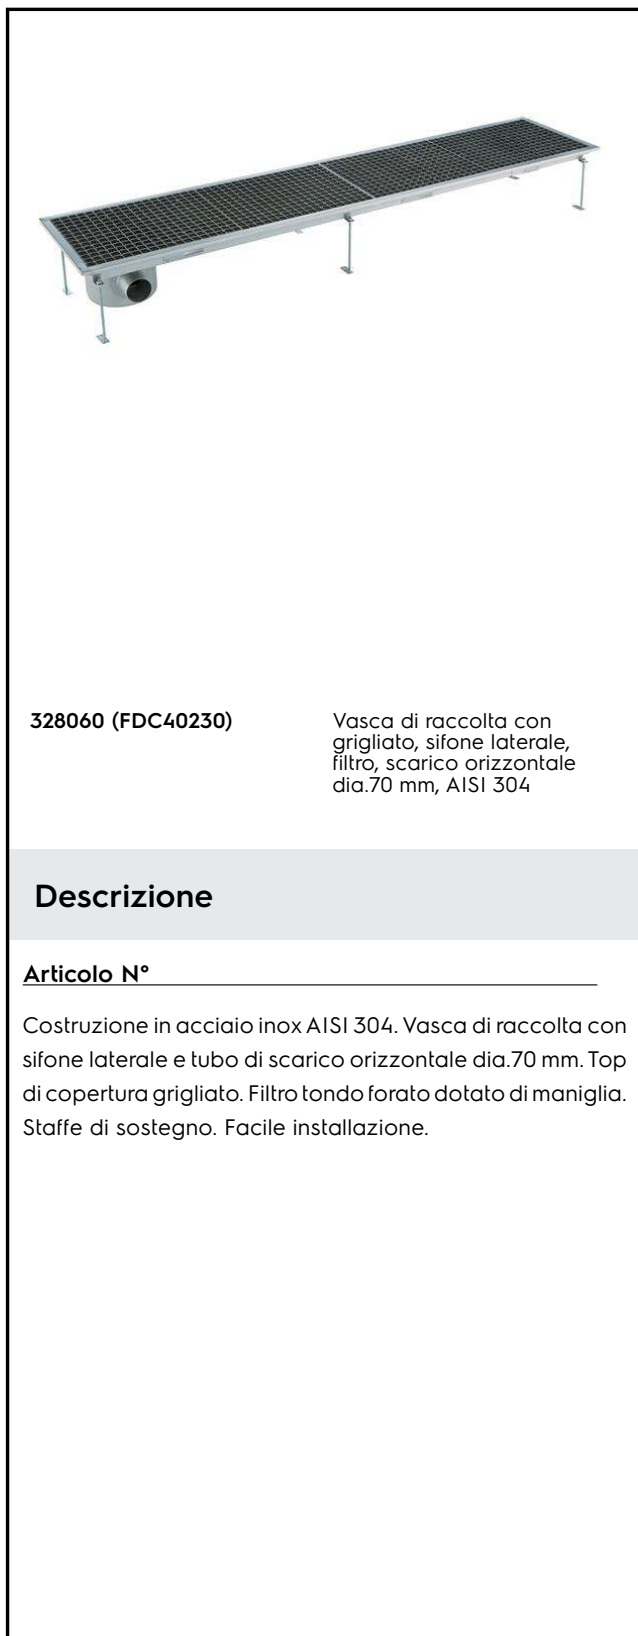 328060 (FDC40230)
Vasca di raccolta con
grigliato, sifone laterale,
filtro, scarico orizzontale
dia.70 mm, AISI 304
Descrizione
Articolo N°
Costruzione in acciaio inox AISI 304. Vasca di raccolta con
sifone laterale e tubo di scarico orizzontale dia.70 mm. Top
di copertura grigliato. Filtro tondo forato dotato di maniglia.
Staffe di sostegno. Facile installazione.